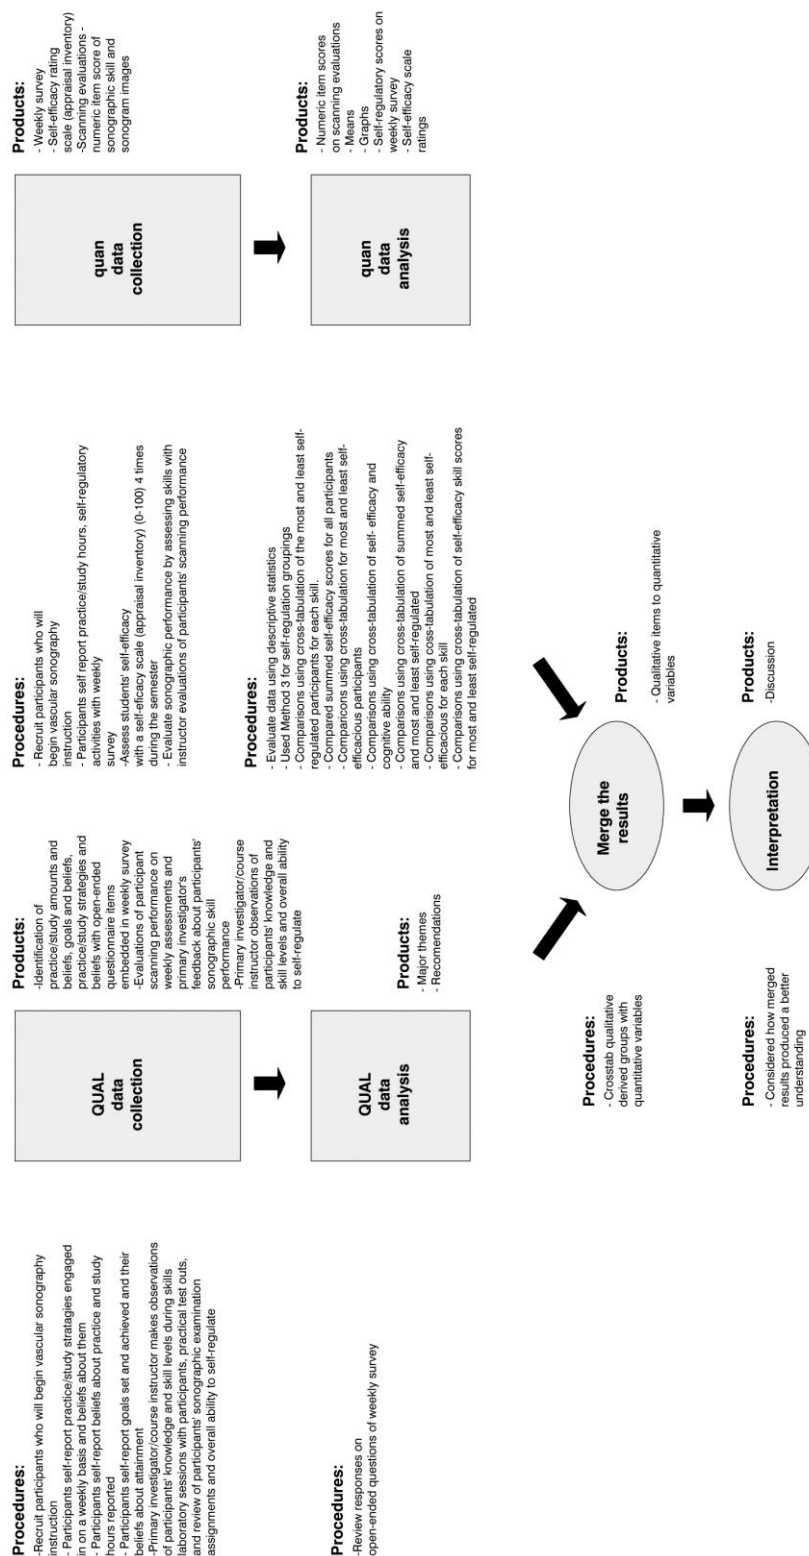 Procedures:
-Recruit participants who will begin vascular sonography
instruction
- Participants self-report practice/study stratagies engaged
in on a weekly basis and beliefs about them
- Participants self-report beliefs about practice and study
hours reported
- Participants self-report goals set and achieved and their
beliefs about attainment
-Primary investigator/course instructor makes observations
of participants' knowledge and skill levels during skills
laboratory sessions with participants, practical test outs,
and review of participants' sonographic examination
assignments and overall ability to self-regulate
QUAL
data
collection
Products:
-Identification of
practice/study amounts and
beliefs, goals and beliefs,
practice/study strategies and
beliefs with open-ended
questionnaire items
embedded in weekly survey
-Evaluations of participant
scanning performance on
weekly assessments and
primary investigator's
feedback about participants'
sonographic skill
performance
-Primary investigator/course
instructor observations of
participants' knowledge and
skill levels and overall ability
to self-regulate
Procedures:
- Recruit participants who will
begin vascular sonography
instruction
- Participants self report practice/study hours, self-regulatory
activities with weekly
survey
-Assess students' self-efficacy
with a self-eficacy scale (appraisal inventory) (0-100) 4 times
during the semester
- Evaluate sonographic performance by assessing skills with
instructor evaluations of participants' scanning performance
quan
data
collection
Products:
- Weekly survey
- Self-efficacy rating
scale (appraisal inventory)
-Scanning evaluations -
numeric item score of
sonographic skill and
sonogram images
Procedures:
-Review responses on
open-ended questions of weekly survey
QUAL
data
analysis
Products:
- Major themes
- Recomendations
Procedures:
- Evaluate data using descriptive statistics
- Used Method 3 for self-regulation groupings
- Comparisons using cross-tabulation of the most and least self-
regulated participants for each skill.
- Compared summed self-efficacy scores for all participants
- Comparicons using cross-tabulation for most and least self-
efficacious participants
- Comparisons using cross-tabulation of self- efficacy and
cognitive ability
- Comparisons using cross-tabulation of summed self-efficacy
and most and least self-regulated
- Comparisons using coss-tabulation of most and least self-
efficacious for each skill
- Comparisons using cross-tabulation of self-efficacy skill scores
for most and least self-regulated
quan
data
analysis
Products:
- Numeric item scores
on scanning evaluations
- Means
- Graphs
- Self-regulatory scores on
weekly survey
- Self-efficacy scale
ratings
Procedures:
- Crosstab qualitative
derived groups with
quantitative variables
Merge the
results
Products:
- Qualitative items to quantitative
variables
Procedures:
- Considered how merged
results produced a better
understanding
Interpretation
Products:
-Discussion